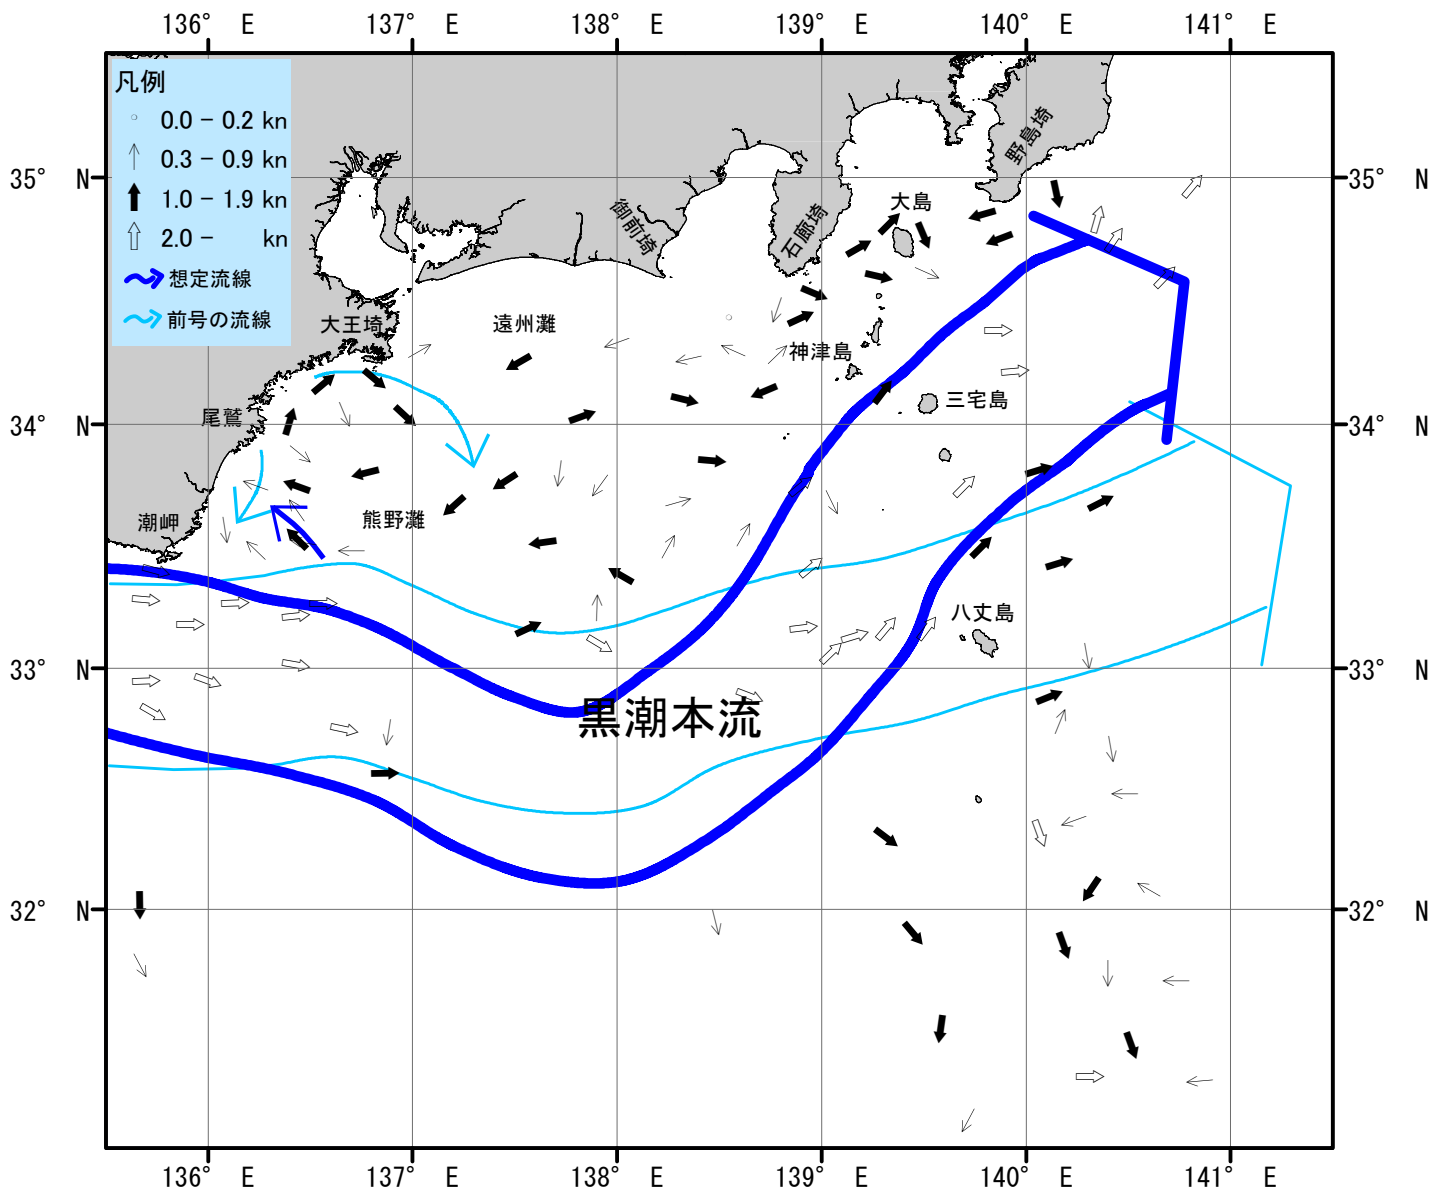 136° E 137° E 138° E 139° E 140° E 141° E
凡例
0.0 - 0.2 kn
0.3 - 0.9 kn
1.0 - 1.9 kn
2.0 - kn
想定流線
前号の流線
野島埼
35° N
35° N
大島
御前埼
石廊埼
大王埼
遠州灘
神津島
三宅島
尾鷲
34° N
34° N
潮岬
熊野灘
八丈島
33° N
33° N
黒潮本流
32° N
32° N
136° E 137° E 138° E 139° E 140° E 141° E